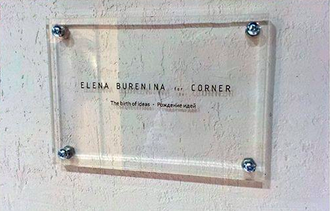 ELENA BURENINA for CORNER
The birth of ideas - Рождение идей